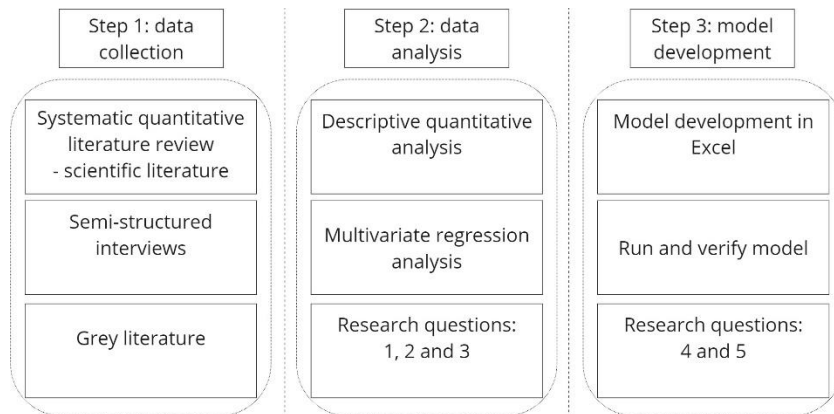 Step 1: data
collection
Systematic quantitative
literature review
- scientific literature
Semi-structured
interviews
Grey literature
Step 2: data
analysis
Descriptive quantitative
analysis
Multivariate regression
analysis
Research questions:
1, 2 and 3
Step 3: model
development
Model development in
Excel
Run and verify model
Research questions:
4 and 5